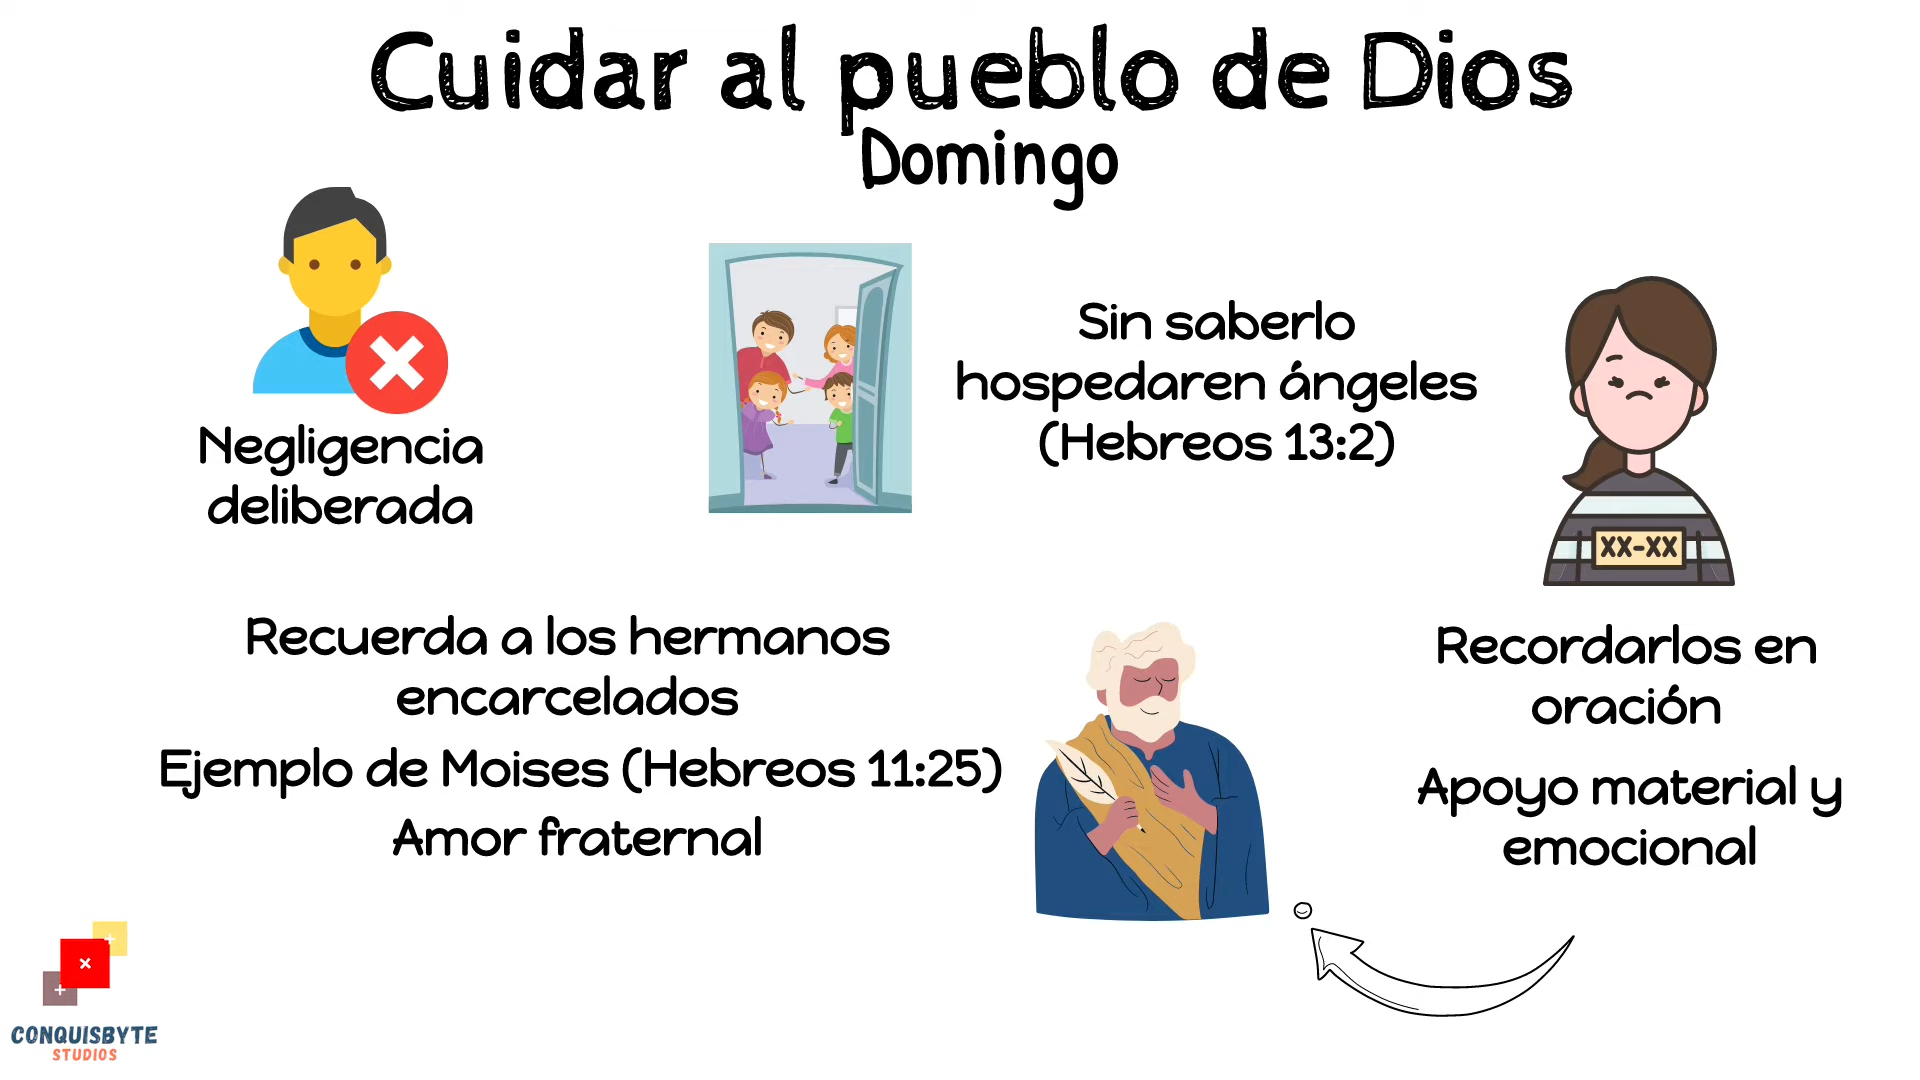 Cuidar al pueblo de Dios
Domingo
Negligencia
deliberada
Sin saberlo
hospedaren ángeles
(Hebreos 13:2)
XX-XX
Recuerda a los hermanos
encarcelados
Ejemplo de Moises (Hebreos 11:25)
Amor fraternal
Recordarlos en
oración
Apoyo material y
emocional
CONQUISBYTE
STUDIOS